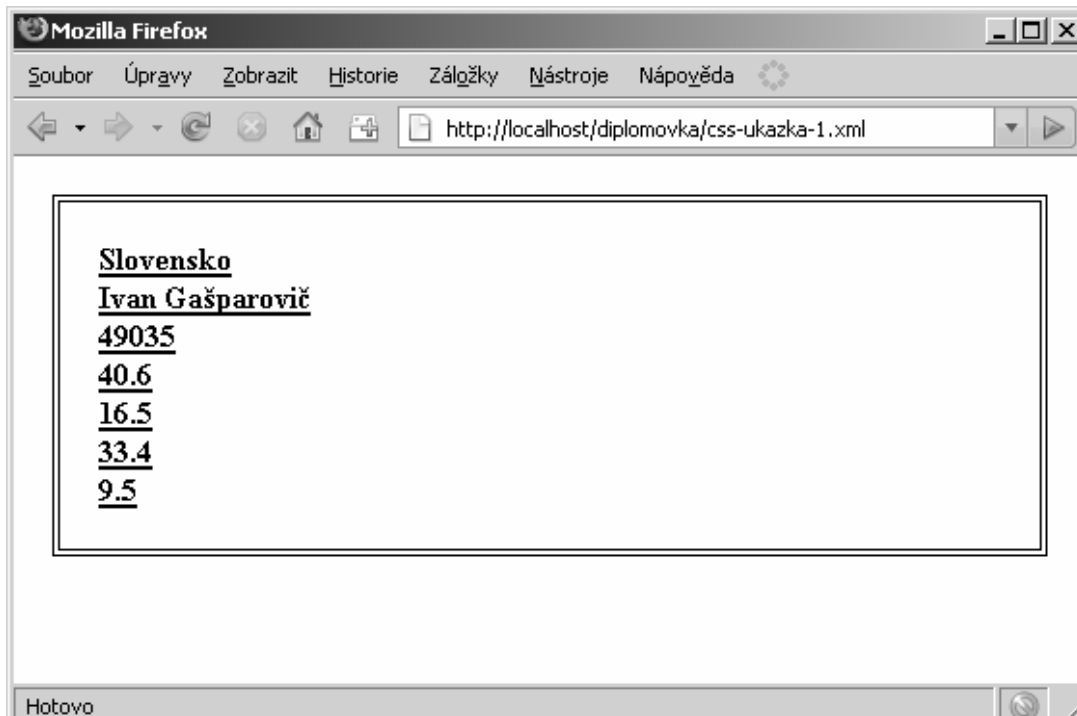 Mozilla Firefox
Soubor Úpravy Zobrazit Historie Záložky Nástroje Nápověda
http://localhost/diplomovka/css-ukazka-1.xml
Slovensko
Ivan Gašparovič
49035
40.6
16.5
33.4
9.5
Hotovo